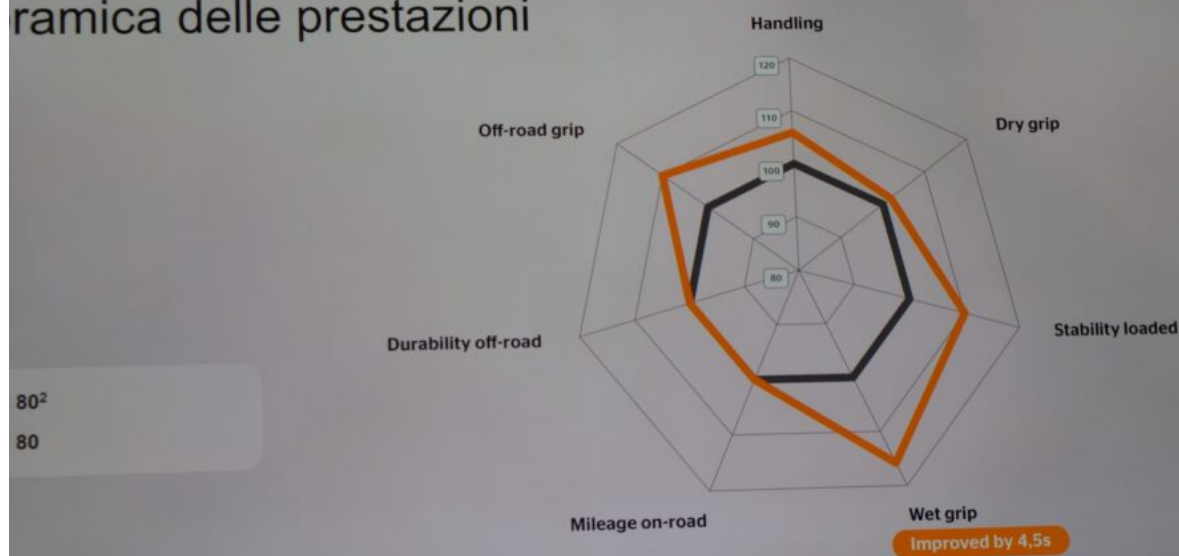 ramica delle prestazioni
Handling
120
Off-road grip
110
Dry grip
100
90
80
Durability off-road
Stability loaded
80²
80
Mileage on-road
Wet grip
Improved by 4,5s